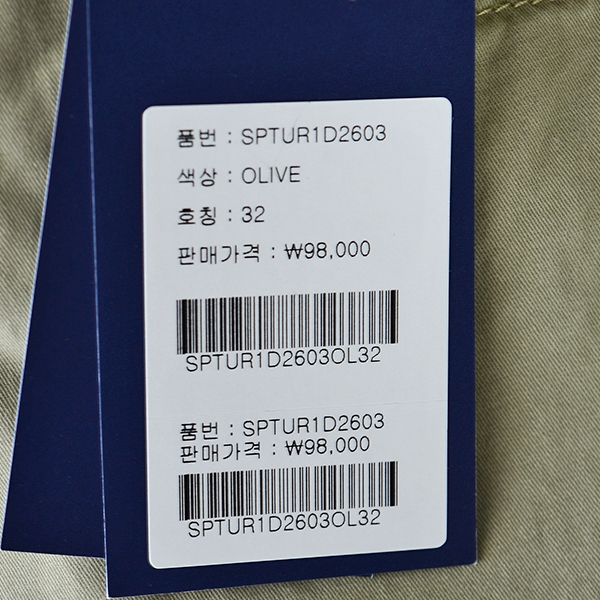 품번 : SPTUR1D2603
색상 : OLIVE
호칭 : 32
판매가격 : ₩98,000
SPTUR1D2603OL32
품번 : SPTUR1D2603
판매가격 : ₩98,000
SPTUR1D2603OL32